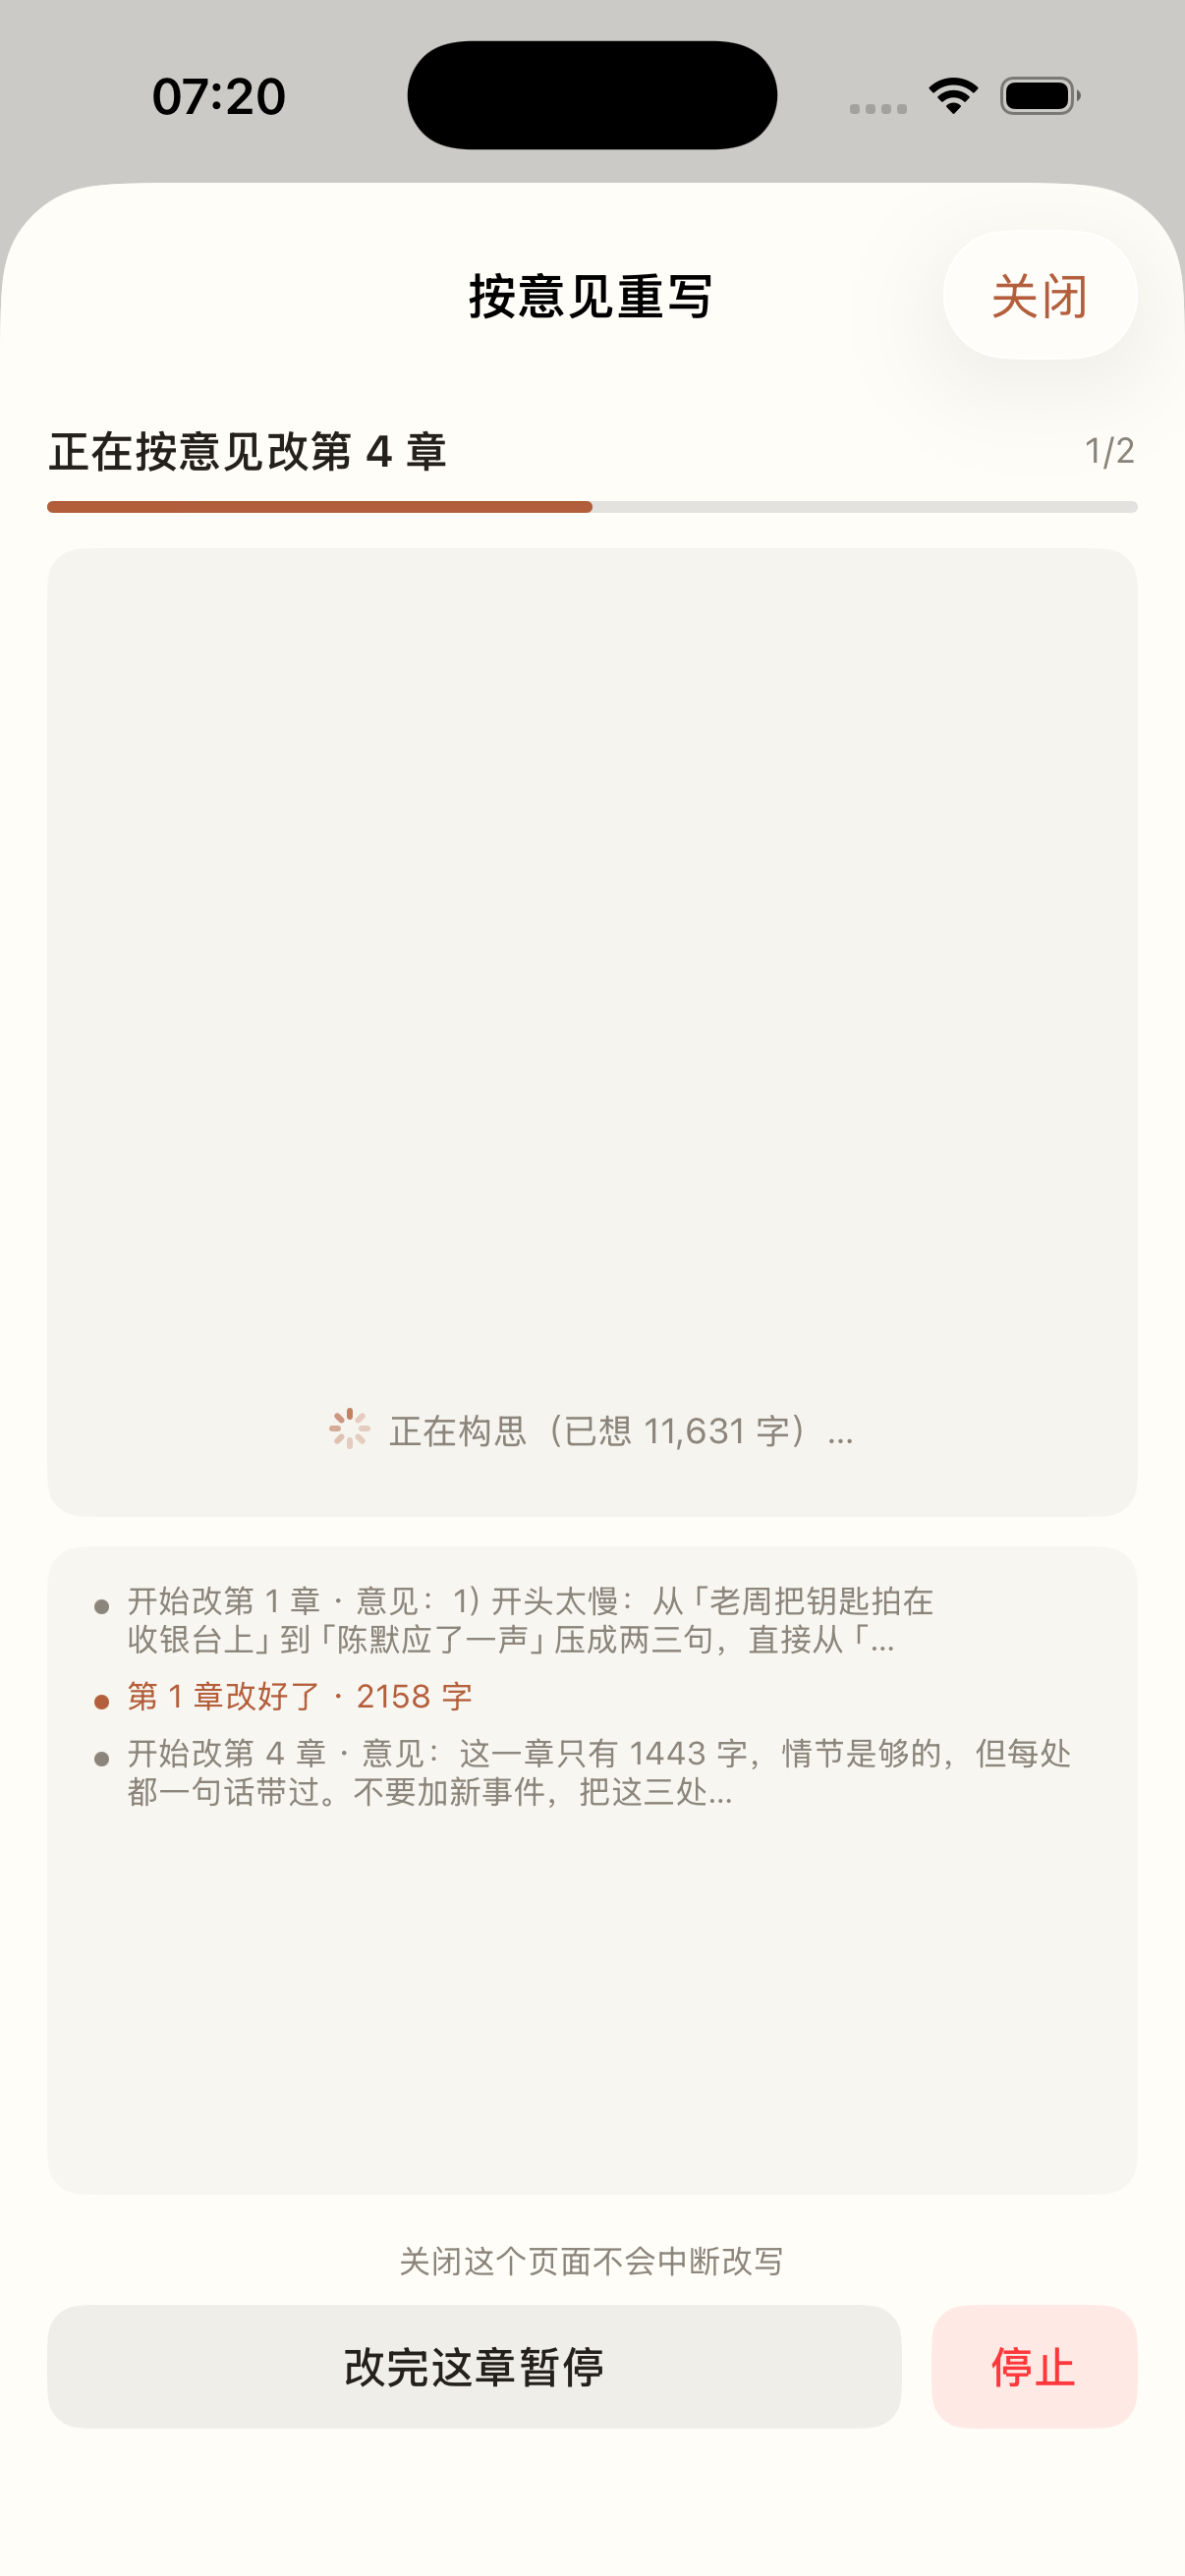 07:20
按意见重写
关闭
正在按意见改第 4 章
1/2
正在构思（已想 11,631 字）...
开始改第 1 章 · 意见：1) 开头太慢：从「老周把钥匙拍在
收银台上」到「陈默应了一声」压成两三句，直接从「...
第 1 章改好了 · 2158 字
开始改第 4 章 · 意见：这一章只有 1443 字，情节是够的，但每处
都一句话带过。不要加新事件，把这三处...
关闭这个页面不会中断改写
改完这章暂停
停止